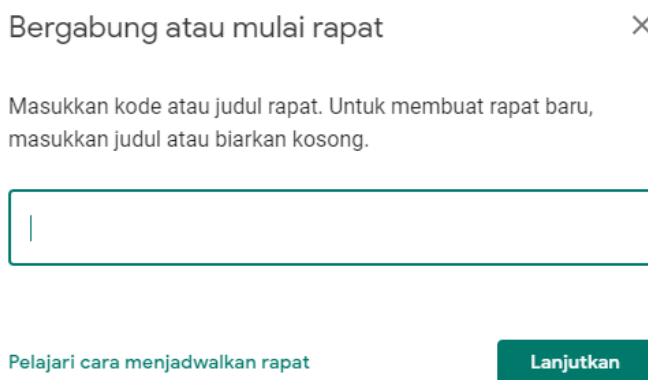 Bergabung atau mulai rapat
Masukkan kode atau judul rapat. Untuk membuat rapat baru,
masukkan judul atau biarkan kosong.
Pelajari cara menjadwalkan rapat
Lanjutkan